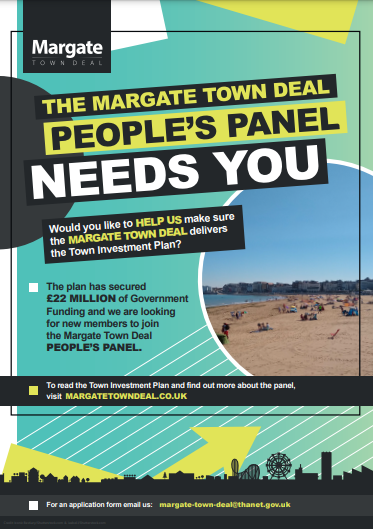 Margate
TOWN DEAL
THE MARGATE TOWN DEAL
PEOPLE'S PANEL
NEEDS YOU
Would you like to HELP US make sure
the MARGATE TOWN DEAL delivers
the Town Investment Plan?
The plan has secured
£22 MILLION of Government
Funding and we are looking
for new members to join
the Margate Town Deal
PEOPLE'S PANEL.
To read the Town Investment Plan and find out more about the panel,
visit MARGATETOWNDEAL.CO.UK
For an application form email us: margate-town-deal@thanet.gov.uk